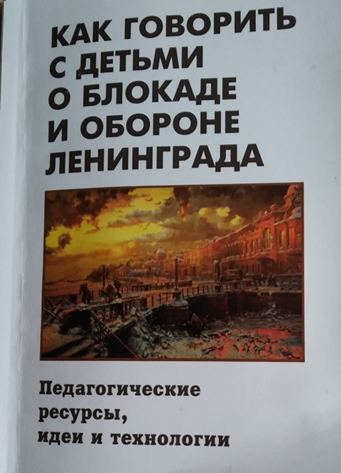 КАК ГОВОРИТЬ
С ДЕТЬМИ
О БЛОКАДЕ
И ОБОРОНЕ
ЛЕНИНГРАДА
Педагогические
ресурсы,
идеи и технологии